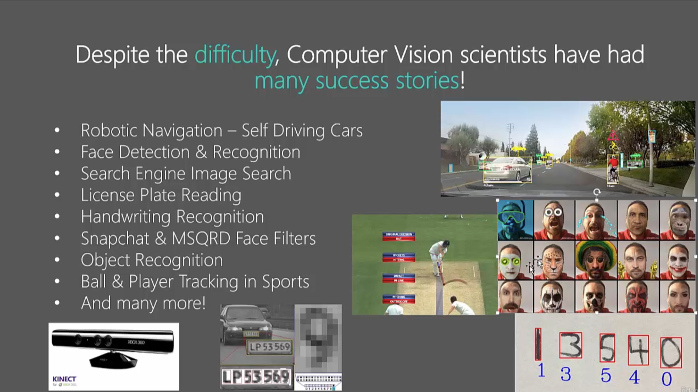 Despite the difficulty, Computer Vision scientists have had
many success stories!
• Robotic Navigation – Self Driving Cars
• Face Detection & Recognition
• Search Engine Image Search
• License Plate Reading
• Handwriting Recognition
• Snapchat & MSQRD Face Filters
• Object Recognition
• Ball & Player Tracking in Sports
• And many more!
XBOX 360
KINECT
LP 53569
LP53569
9
1 3 5 4 0
1 3 5 4 0